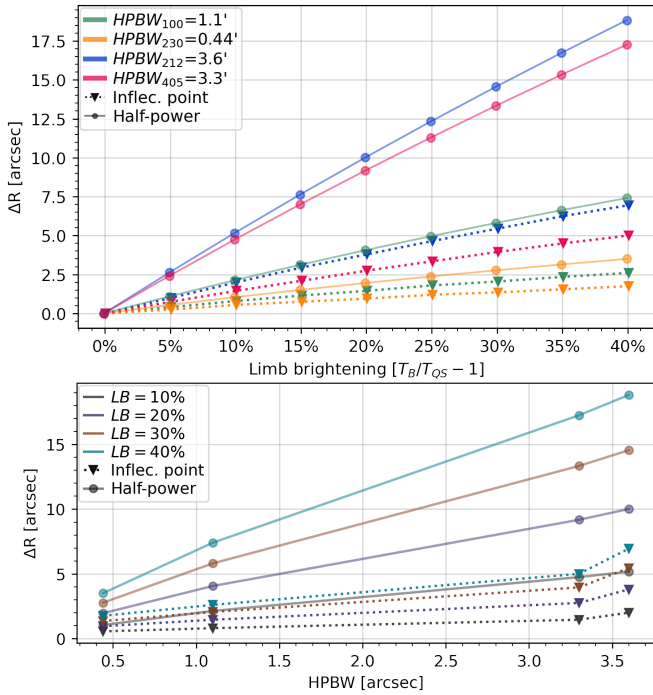 HPBW100=1.1'
HPBW230=0.44'
HPBW212=3.6'
HPBW405=3.3'
Inflec. point
Half-power
17.5
15.0
12.5
10.0
7.5
5.0
2.5
0.0
ΔR [arcsec]
0% 5% 10% 15% 20% 25% 30% 35% 40%
Limb brightening [TB/TQS − 1]
LB = 10%
LB = 20%
LB = 30%
LB = 40%
Inflec. point
Half-power
15
10
5
0
ΔR [arcsec]
0.5 1.0 1.5 2.0 2.5 3.0 3.5
HPBW [arcsec]